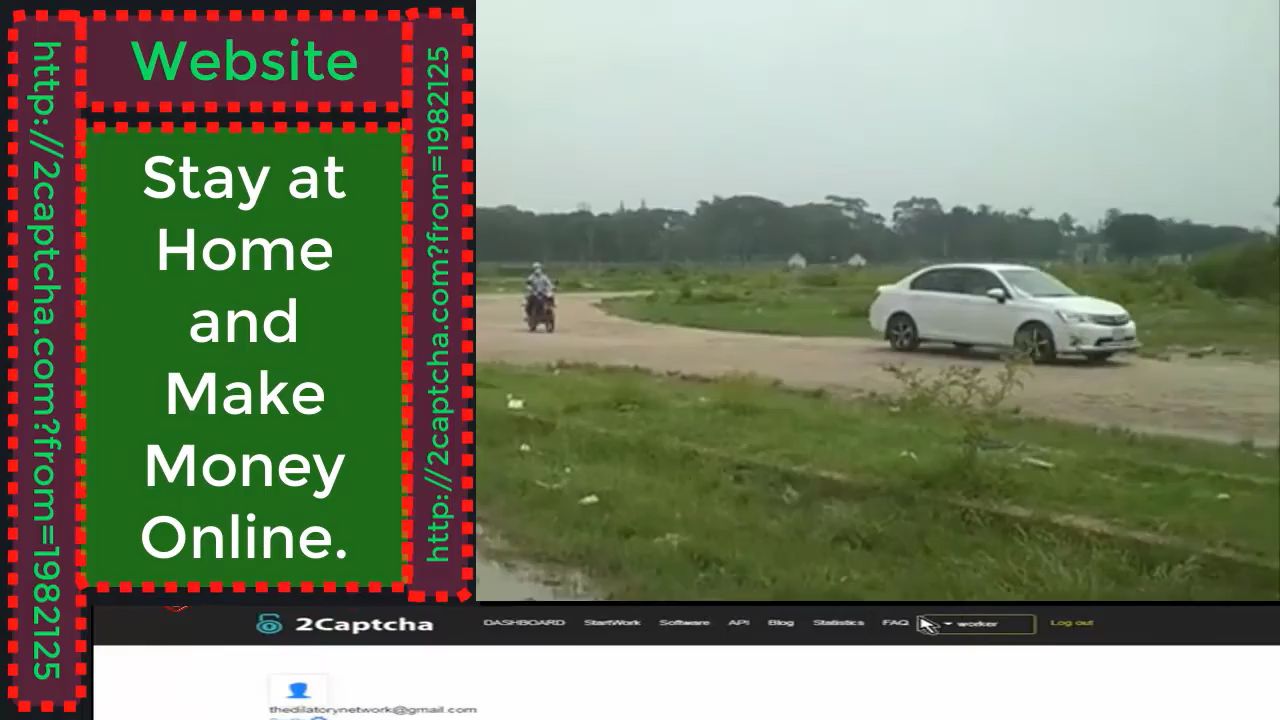 Website
http://2captcha.com?from=1982125
http://2captcha.com?from=1982125
Stay at
Home
and
Make
Money
Online.
2Captcha DASHBOARD StartWork Software API Blog Statistics FAQ worker Log out
thedilatorynetwork@gmail.com